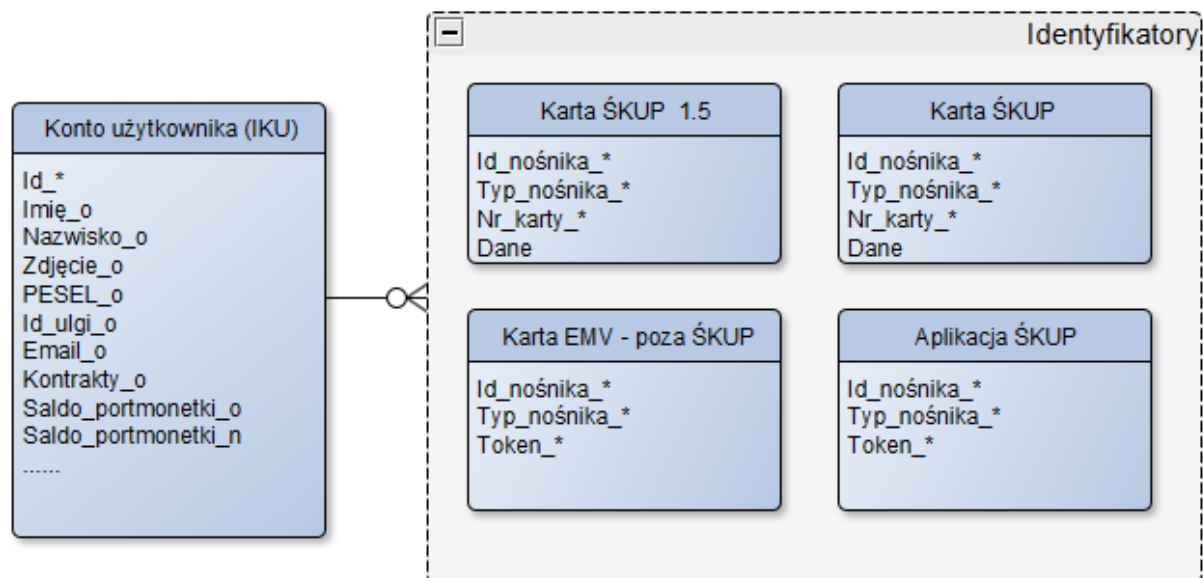 Identyfikatory
Konto użytkownika (IKU)
Id_*
Imię_o
Nazwisko_o
Zdjęcie_o
PESEL_o
Id_ulgi_o
Email_o
Kontrakty_o
Saldo_portmonetki_o
Saldo_portmonetki_n
......
Karta ŚKUP 1.5
Id_nośnika_*
Typ_nośnika_*
Nr_karty_*
Dane
Karta ŚKUP
Id_nośnika_*
Typ_nośnika_*
Nr_karty_*
Dane
Karta EMV - poza ŚKUP
Id_nośnika_*
Typ_nośnika_*
Token_*
Aplikacja ŚKUP
Id_nośnika_*
Typ_nośnika_*
Token_*